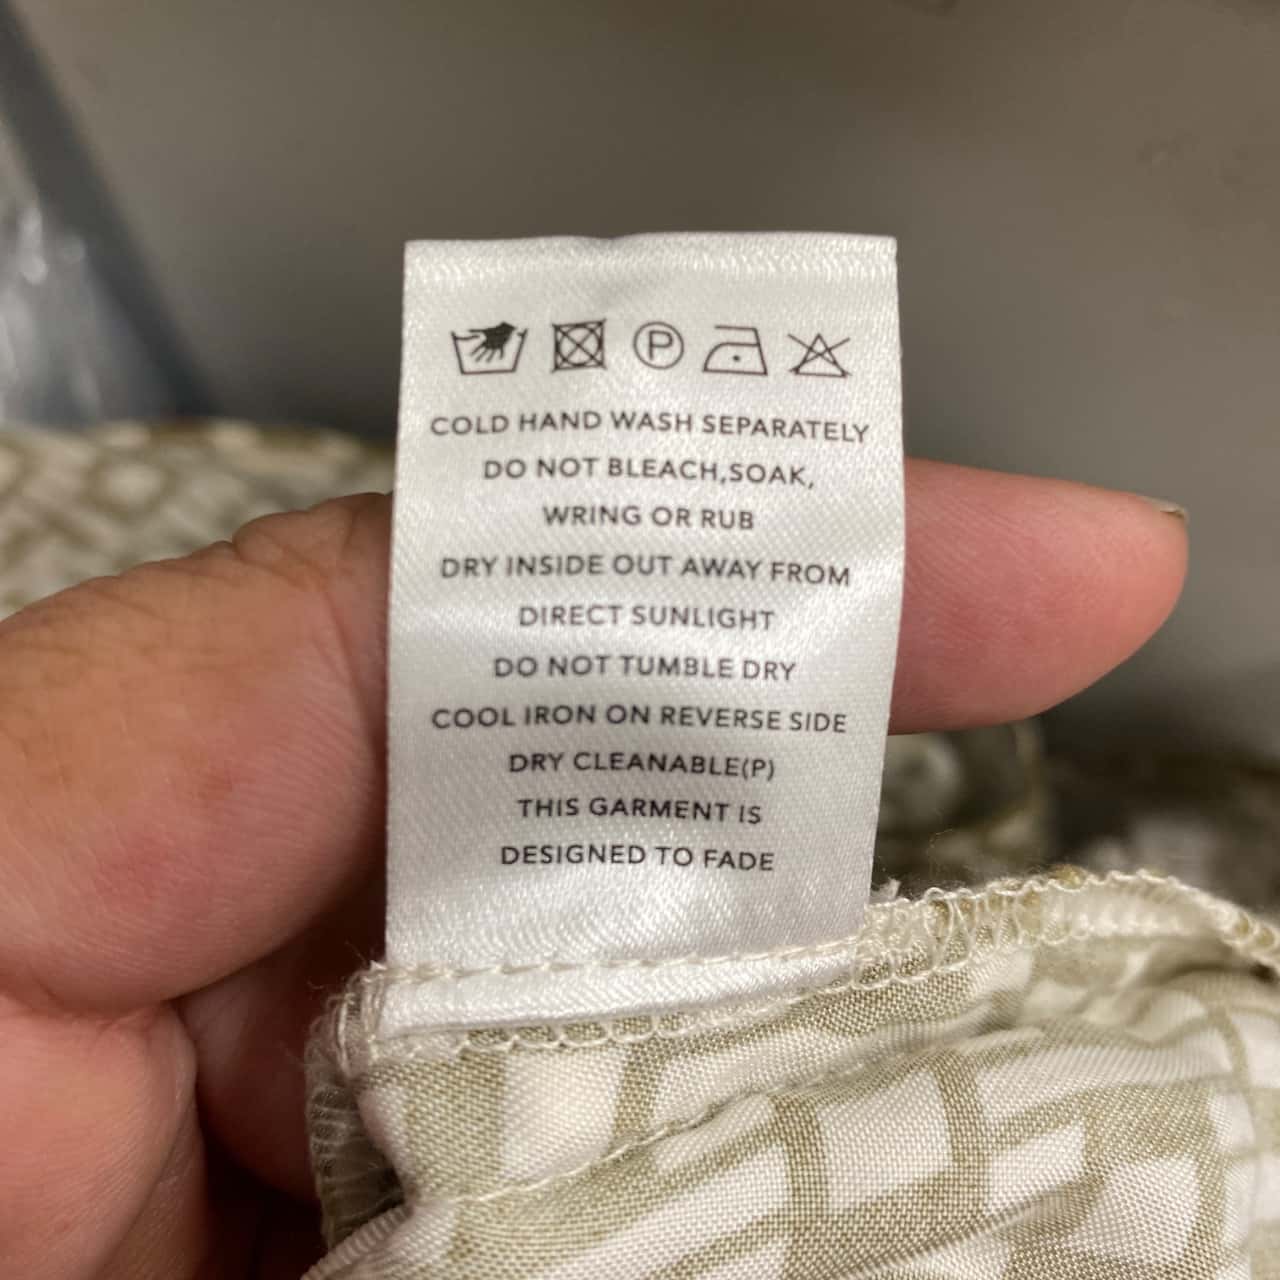 P
COLD HAND WASH SEPARATELY
DO NOT BLEACH,SOAK,
WRING OR RUB
DRY INSIDE OUT AWAY FROM
DIRECT SUNLIGHT
DO NOT TUMBLE DRY
COOL IRON ON REVERSE SIDE
DRY CLEANABLE(P)
THIS GARMENT IS
DESIGNED TO FADE